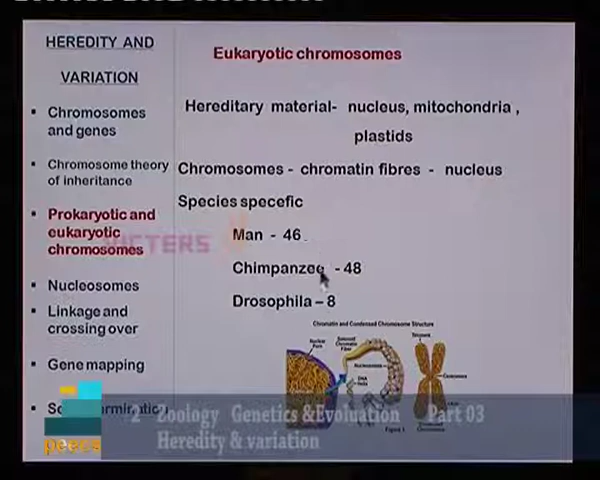 HEREDITY AND
VARIATION
Chromosomes
and genes
Chromosome theory
of inheritance
Prokaryotic and
eukaryotic
chromosomes
Nucleosomes
Linkage and
crossing over
Gene mapping
Eukaryotic chromosomes
Hereditary material- nucleus, mitochondria ,
plastids
Chromosomes - chromatin fibres - nucleus
Species specefic
Man - 46
Chimpanzee - 48
Drosophila – 8
Chromatin and Condensed Chromosome Structure
VICTERS
peecs
2 Zoology Genetics &Evolution Part 03
Heredity & variation